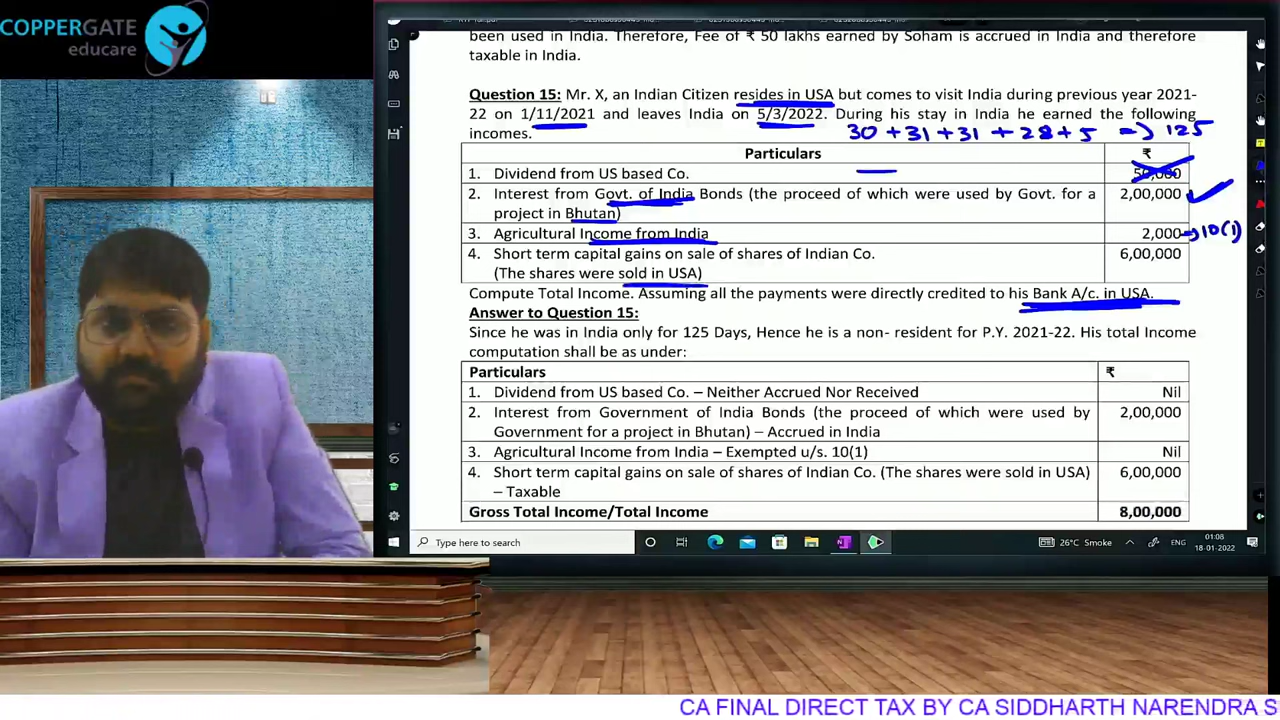 COPPERGATE
educare
been used in India. Therefore, Fee of ₹ 50 lakhs earned by Soham is accrued in India and therefore
taxable in India.
Question 15: Mr. X, an Indian Citizen resides in USA but comes to visit India during previous year 2021-
22 on 1/11/2021 and leaves India on 5/3/2022. During his stay in India he earned the following
incomes.
30 + 31 + 31 + 28 + 5 => 125
Particulars ₹
1. Dividend from US based Co. 50,000
2. Interest from Govt. of India Bonds (the proceed of which were used by Govt. for a 2,00,000
project in Bhutan)
3. Agricultural Income from India 2,000 → 10(1)
4. Short term capital gains on sale of shares of Indian Co. 6,00,000
(The shares were sold in USA)
Compute Total Income. Assuming all the payments were directly credited to his Bank A/c. in USA.
Answer to Question 15:
Since he was in India only for 125 Days, Hence he is a non- resident for P.Y. 2021-22. His total Income
computation shall be as under:
Particulars ₹
1. Dividend from US based Co. – Neither Accrued Nor Received Nil
2. Interest from Government of India Bonds (the proceed of which were used by 2,00,000
Government for a project in Bhutan) – Accrued in India
3. Agricultural Income from India – Exempted u/s. 10(1) Nil
4. Short term capital gains on sale of shares of Indian Co. (The shares were sold in USA) 6,00,000
– Taxable
Gross Total Income/Total Income 8,00,000
Type here to search
26°C Smoke
ENG
01:08
18-01-2022
CA FINAL DIRECT TAX BY CA SIDDHARTH NARENDRA S